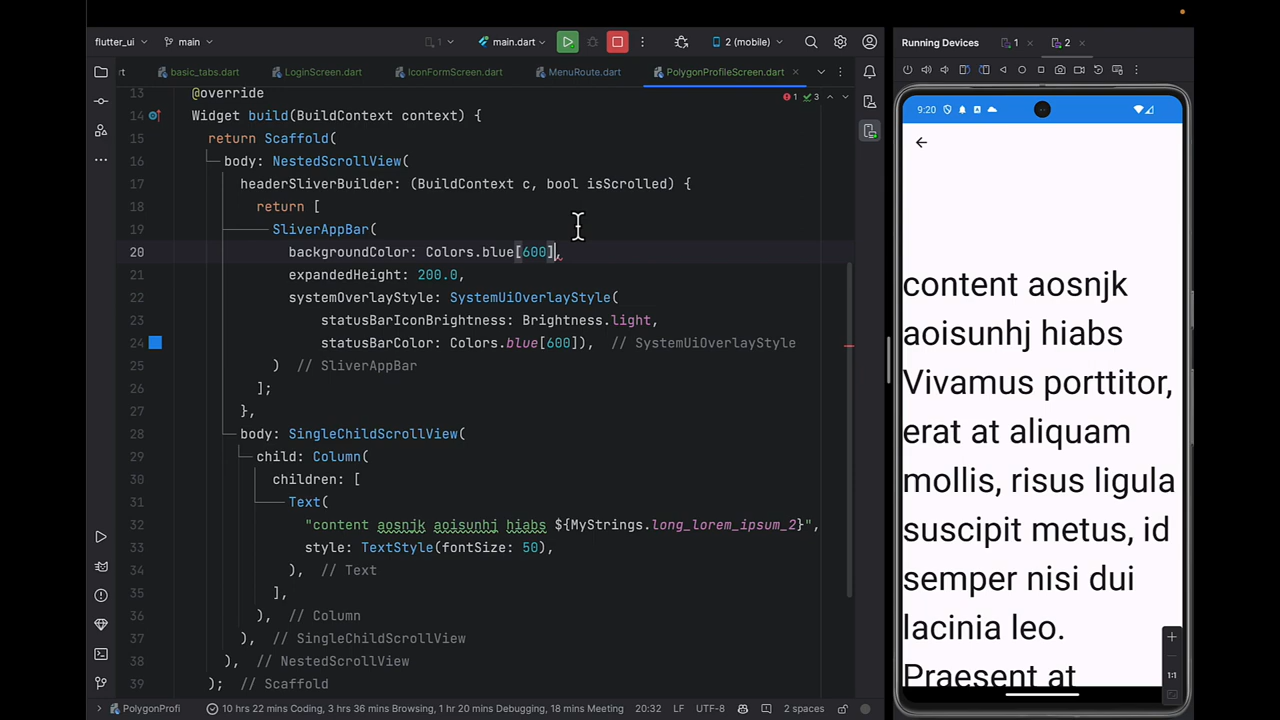 flutter_ui
main
1
main.dart
2 (mobile)
Running Devices
1
2
rt
basic_tabs.dart
LoginScreen.dart
IconFormScreen.dart
MenuRoute.dart
PolygonProfileScreen.dart
1
3
13
@override
14
Widget build(BuildContext context) {
15
return Scaffold(
16
body: NestedScrollView(
17
headerSliverBuilder: (BuildContext c, bool isScrolled) {
18
return [
19
SliverAppBar(
20
backgroundColor: Colors.blue[600],
21
expandedHeight: 200.0,
22
systemOverlayStyle: SystemUiOverlayStyle(
23
statusBarIconBrightness: Brightness.light,
24
statusBarColor: Colors.blue[600]), // SystemUiOverlayStyle
25
) // SliverAppBar
26
];
27
},
28
body: SingleChildScrollView(
29
child: Column(
30
children: [
31
Text(
32
"content aosnjk aoisunhj hiabs ${MyStrings.long_lorem_ipsum_2}",
33
style: TextStyle(fontSize: 50),
34
), // Text
35
],
36
), // Column
37
), // SingleChildScrollView
38
), // NestedScrollView
39
); // Scaffold
PolygonProfi
10 hrs 22 mins Coding, 3 hrs 36 mins Browsing, 1 hr 20 mins Debugging, 18 mins Meeting
20:32
LF
UTF-8
2 spaces
9:20
content aosnjk
aoisunhj hiabs
Vivamus porttitor,
erat at aliquam
mollis, risus ligula
suscipit metus, id
semper nisi dui
lacinia leo.
Praesent at
1:1